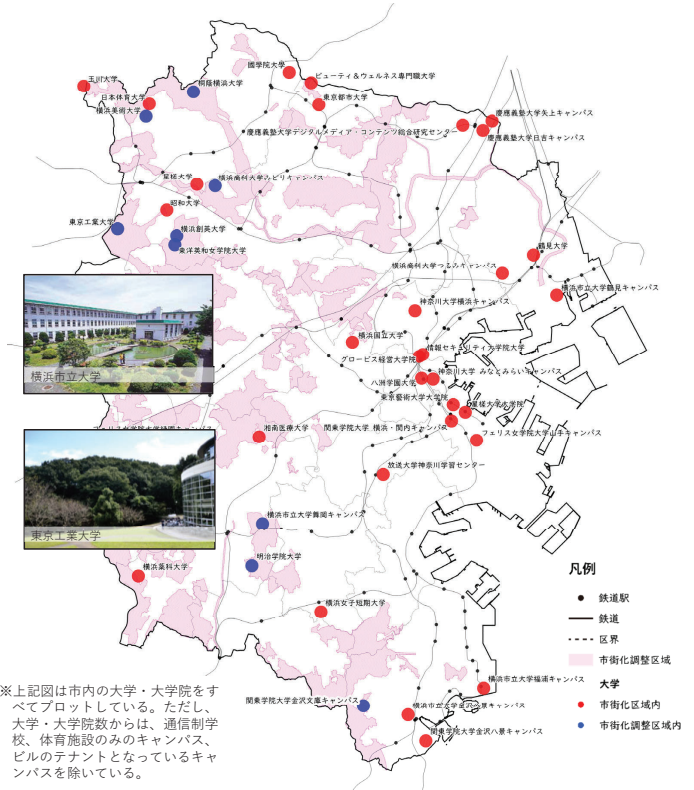 國學院大學
ビューティ&ウェルネス専門職大学
玉川大学
桐蔭横浜大学
日本体育大学
東京都市大学
横浜美術大学
慶應義塾大学矢上キャンパス
慶應義塾大学デジタルメディア・コンテンツ総合研究センター
慶應義塾大学日吉キャンパス
星槎大学
横浜商科大学みどりキャンパス
昭和大学
東京工業大学
横浜創英大学
東洋英和女学院大学
鶴見大学
横浜商科大学つるみキャンパス
横浜市立大学鶴見キャンパス
神奈川大学横浜キャンパス
横浜国立大学
情報セキュリティ大学院大学
グロービス経営大学院
横浜市立大学
八洲学園大学
神奈川大学 みなとみらいキャンパス
東京藝術大学大学院
星槎大学大学院
湘南医療大学
関東学院大学 横浜・関内キャンパス
フェリス女学院大学山手キャンパス
放送大学神奈川学習センター
横浜市立大学舞岡キャンパス
東京工業大学
明治学院大学
横浜薬科大学
横浜女子短期大学
横浜市立大学福浦キャンパス
関東学院大学金沢文庫キャンパス
横浜市立大学金沢八景キャンパス
関東学院大学金沢八景キャンパス
凡例
鉄道駅
鉄道
区界
市街化調整区域
大学
市街化区域内
市街化調整区域内
※上記図は市内の大学・大学院をす
べてプロットしている。ただし、
大学・大学院数からは、通信制学
校、体育施設のみのキャンパス、
ビルのテナントとなっているキャ
ンパスを除いている。